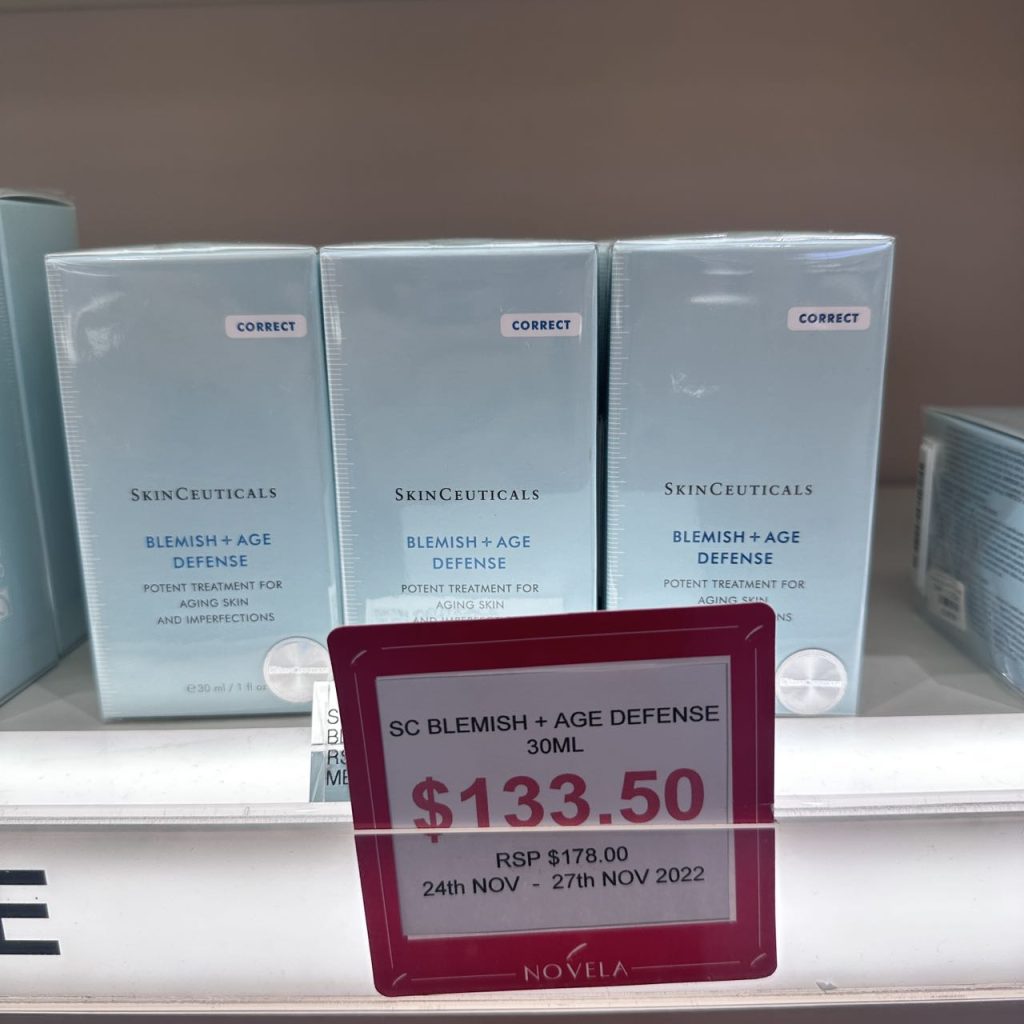 CORRECT
SKINCEUTICALS
BLEMISH + AGE
DEFENSE
POTENT TREATMENT FOR
AGING SKIN
AND IMPERFECTIONS
℮30 ml / 1 fl oz
CORRECT
SKINCEUTICALS
BLEMISH + AGE
DEFENSE
POTENT TREATMENT FOR
AGING SKIN
AND IMPERFECTIONS
CORRECT
SKINCEUTICALS
BLEMISH + AGE
DEFENSE
POTENT TREATMENT FOR
AGING SKIN
SC BLEMISH + AGE DEFENSE
30ML
$133.50
RSP $178.00
24th NOV - 27th NOV 2022
NOVELA